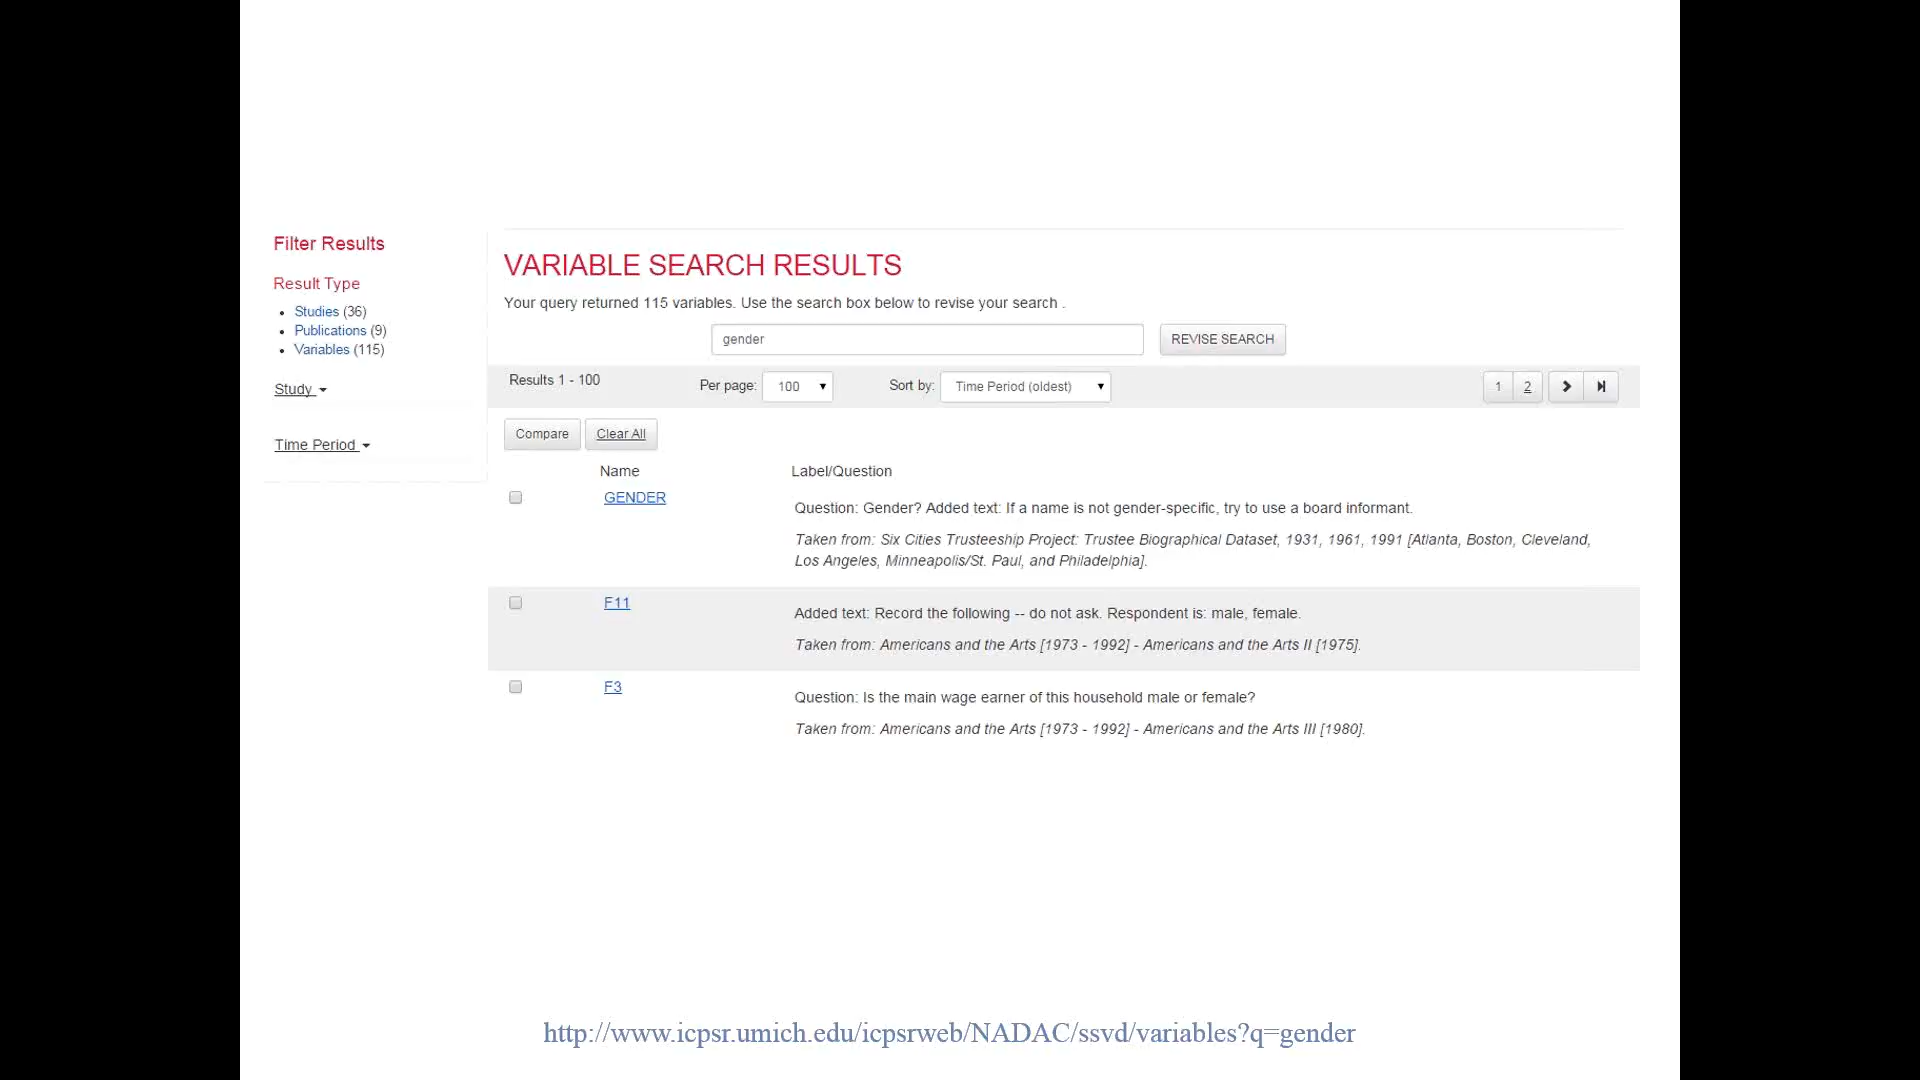 Filter Results
Result Type
Studies (36)
Publications (9)
Variables (115)
Study
Time Period
VARIABLE SEARCH RESULTS
Your query returned 115 variables. Use the search box below to revise your search .
gender
REVISE SEARCH
Results 1 - 100
Per page: 100
Sort by: Time Period (oldest)
1 2
Compare
Clear All
Name
Label/Question
GENDER
Question: Gender? Added text: If a name is not gender-specific, try to use a board informant.
Taken from: Six Cities Trusteeship Project: Trustee Biographical Dataset, 1931, 1961, 1991 [Atlanta, Boston, Cleveland,
Los Angeles, Minneapolis/St. Paul, and Philadelphia].
F11
Added text: Record the following -- do not ask. Respondent is: male, female.
Taken from: Americans and the Arts [1973 - 1992] - Americans and the Arts II [1975].
F3
Question: Is the main wage earner of this household male or female?
Taken from: Americans and the Arts [1973 - 1992] - Americans and the Arts III [1980].
http://www.icpsr.umich.edu/icpsrweb/NADAC/ssvd/variables?q=gender